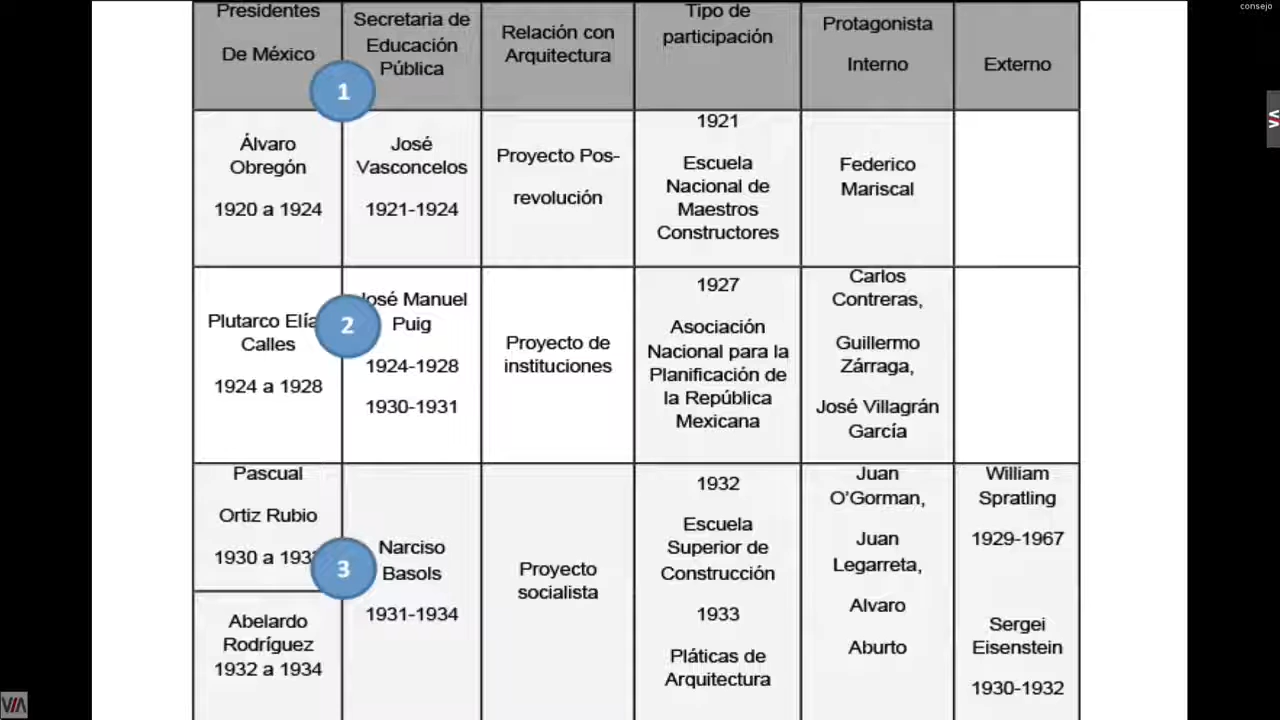 consejo
Presidentes
De México
Secretaria de
Educación
Pública
Relación con
Arquitectura
Tipo de
participación
Protagonista
Interno
Externo
1
Álvaro
Obregón
1920 a 1924
José
Vasconcelos
1921-1924
Proyecto Pos-
revolución
1921
Escuela
Nacional de
Maestros
Constructores
Federico
Mariscal
2
Plutarco Elía
Calles
1924 a 1928
José Manuel
Puig
1924-1928
1930-1931
Proyecto de
instituciones
1927
Asociación
Nacional para la
Planificación de
la República
Mexicana
Carlos
Contreras,
Guillermo
Zárraga,
José Villagrán
García
3
Pascual
Ortiz Rubio
1930 a 193
Abelardo
Rodríguez
1932 a 1934
Narciso
Basols
1931-1934
Proyecto
socialista
1932
Escuela
Superior de
Construcción
1933
Pláticas de
Arquitectura
Juan
O'Gorman,
Juan
Legarreta,
Alvaro
Aburto
William
Spratling
1929-1967
Sergei
Eisenstein
1930-1932
VIA